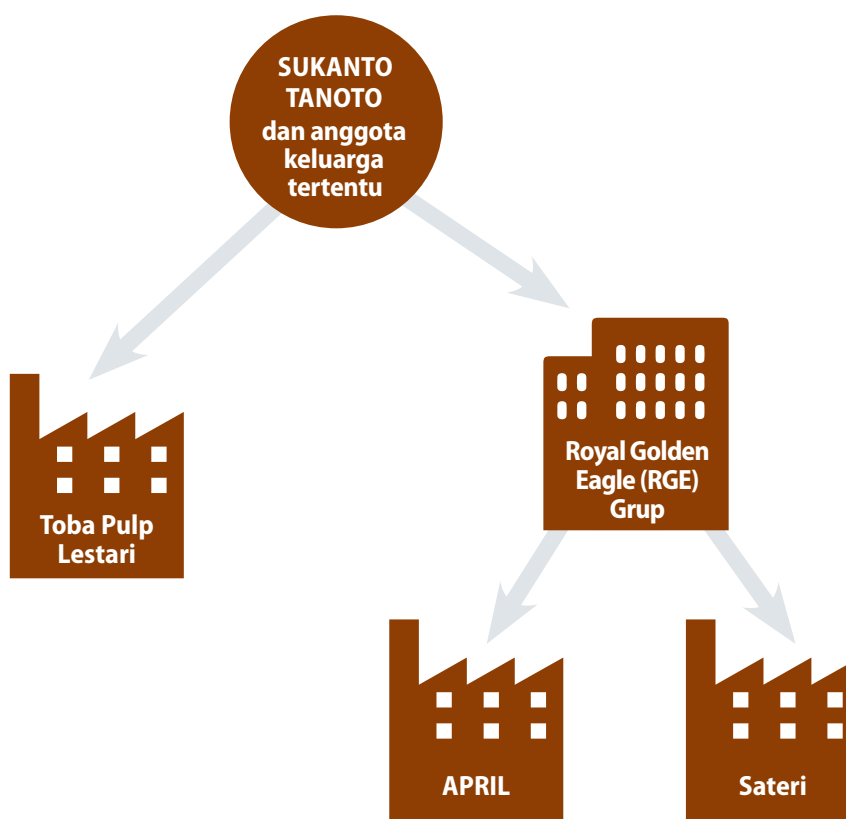 SUKANTO
TANOTO
dan anggota
keluarga
tertentu
Royal Golden
Eagle (RGE)
Grup
Toba Pulp
Lestari
APRIL
Sateri